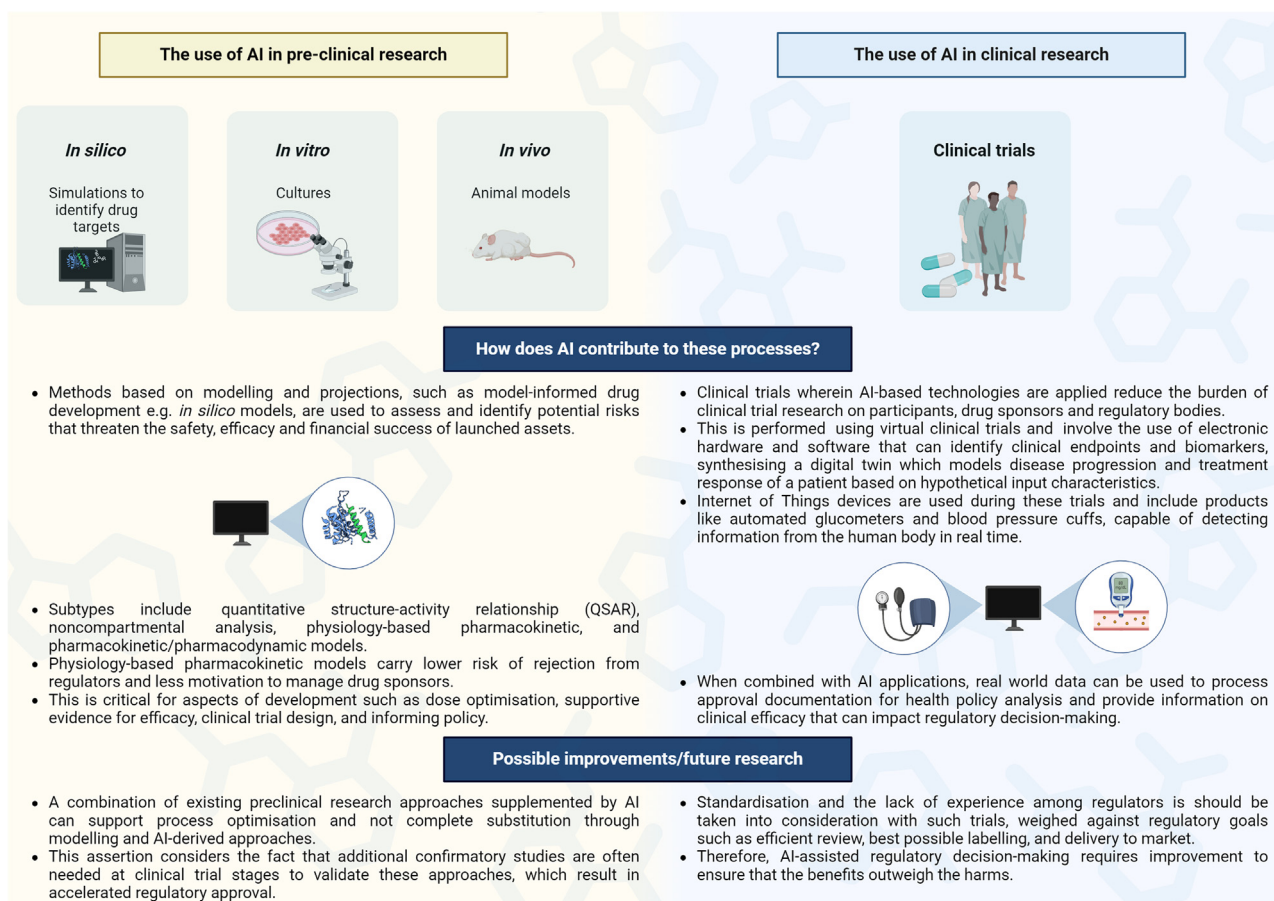 The use of AI in pre-clinical research
The use of AI in clinical research
In silico
Simulations to
identify drug
targets
In vitro
Cultures
In vivo
Animal models
Clinical trials
How does AI contribute to these processes?
• Methods based on modelling and projections, such as model-informed drug
development e.g. in silico models, are used to assess and identify potential risks
that threaten the safety, efficacy and financial success of launched assets.
• Subtypes include quantitative structure-activity relationship (QSAR),
noncompartmental analysis, physiology-based pharmacokinetic, and
pharmacokinetic/pharmacodynamic models.
• Physiology-based pharmacokinetic models carry lower risk of rejection from
regulators and less motivation to manage drug sponsors.
• This is critical for aspects of development such as dose optimisation, supportive
evidence for efficacy, clinical trial design, and informing policy.
• Clinical trials wherein AI-based technologies are applied reduce the burden of
clinical trial research on participants, drug sponsors and regulatory bodies.
• This is performed using virtual clinical trials and involve the use of electronic
hardware and software that can identify clinical endpoints and biomarkers,
synthesising a digital twin which models disease progression and treatment
response of a patient based on hypothetical input characteristics.
• Internet of Things devices are used during these trials and include products
like automated glucometers and blood pressure cuffs, capable of detecting
information from the human body in real time.
• When combined with AI applications, real world data can be used to process
approval documentation for health policy analysis and provide information on
clinical efficacy that can impact regulatory decision-making.
Possible improvements/future research
• A combination of existing preclinical research approaches supplemented by AI
can support process optimisation and not complete substitution through
modelling and AI-derived approaches.
• This assertion considers the fact that additional confirmatory studies are often
needed at clinical trial stages to validate these approaches, which result in
accelerated regulatory approval.
• Standardisation and the lack of experience among regulators is should be
taken into consideration with such trials, weighed against regulatory goals
such as efficient review, best possible labelling, and delivery to market.
• Therefore, AI-assisted regulatory decision-making requires improvement to
ensure that the benefits outweigh the harms.